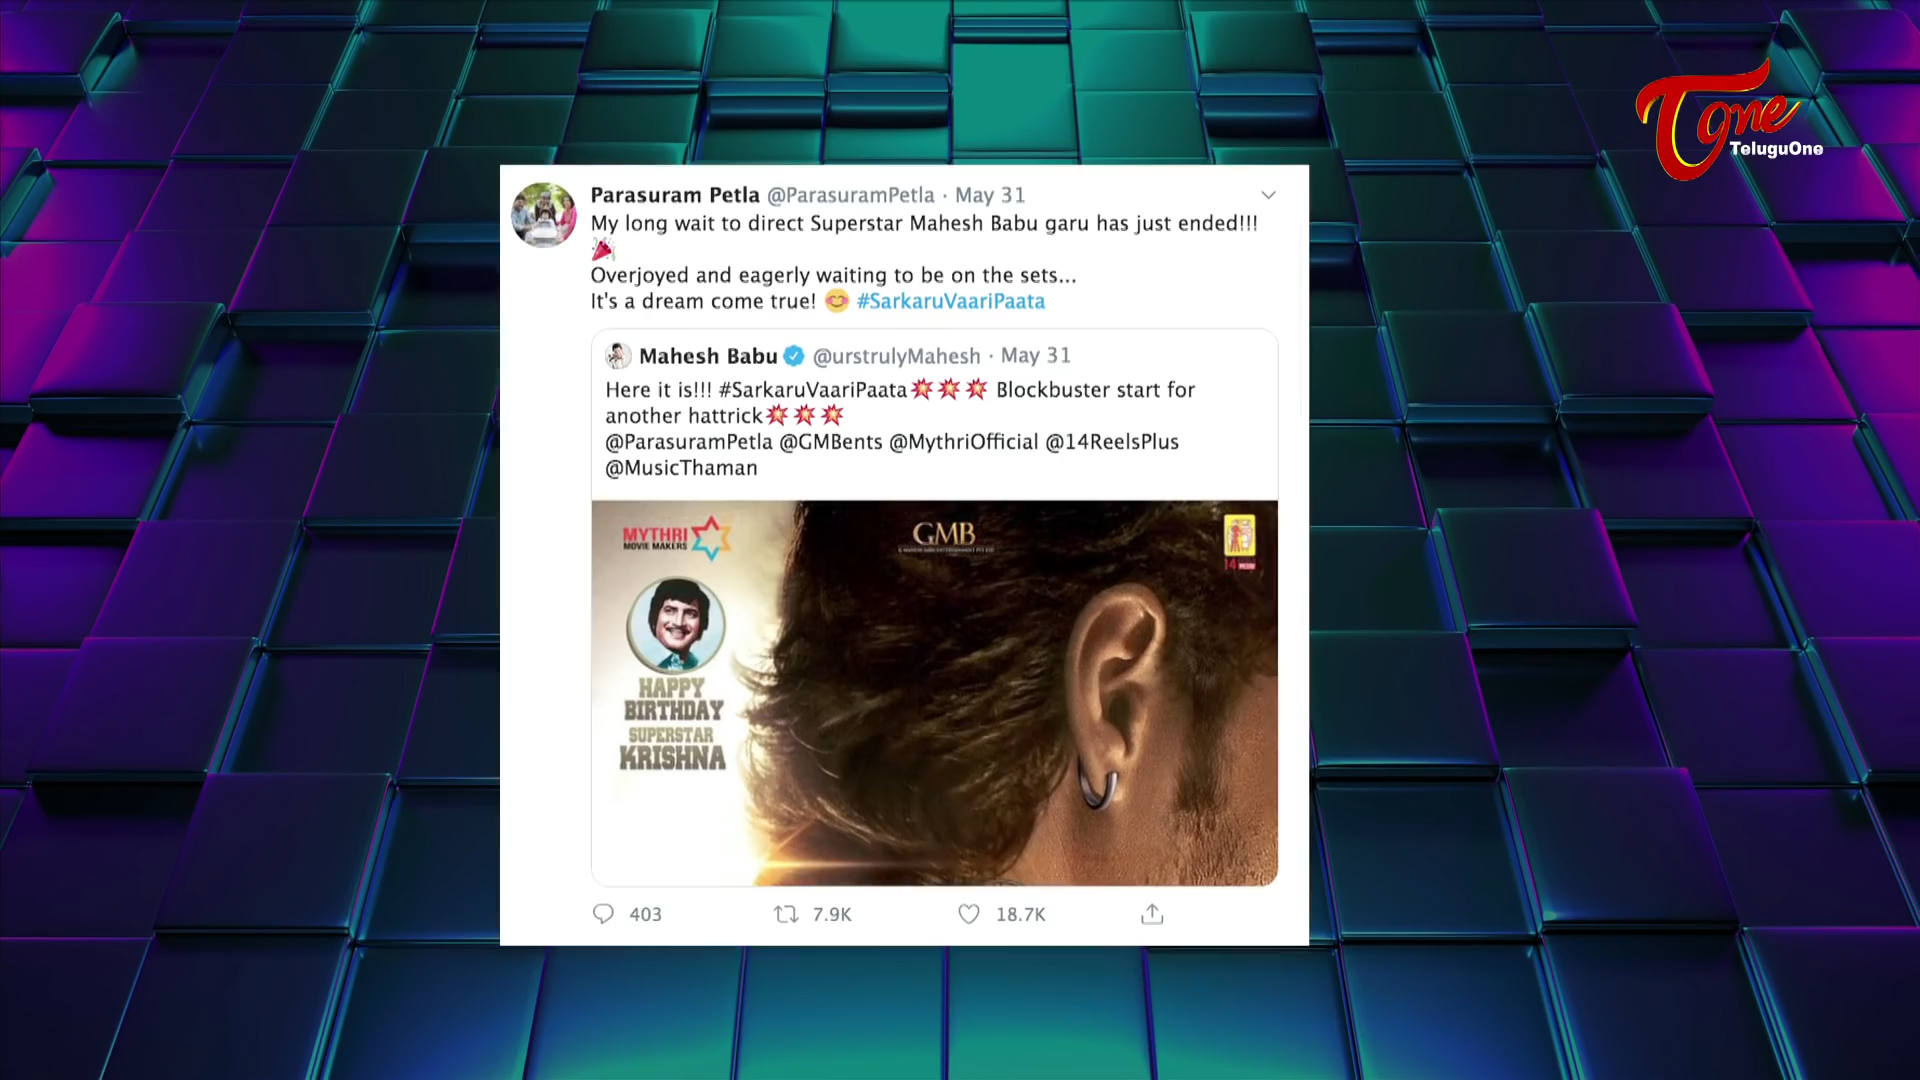 Tone
TeluguOne
Parasuram Petla @ParasuramPetla · May 31
My long wait to direct Superstar Mahesh Babu garu has just ended!!!
🎉
Overjoyed and eagerly waiting to be on the sets...
It's a dream come true! 😊 #SarkaruVaariPaata
Mahesh Babu @urstrulyMahesh · May 31
Here it is!!! #SarkaruVaariPaata💥💥💥 Blockbuster start for
another hattrick💥💥💥
@ParasuramPetla @GMBents @MythriOfficial @14ReelsPlus
@MusicThaman
MYTHRI
MOVIE MAKERS
GMB
14
HAPPY
BIRTHDAY
SUPERSTAR
KRISHNA
403
7.9K
18.7K